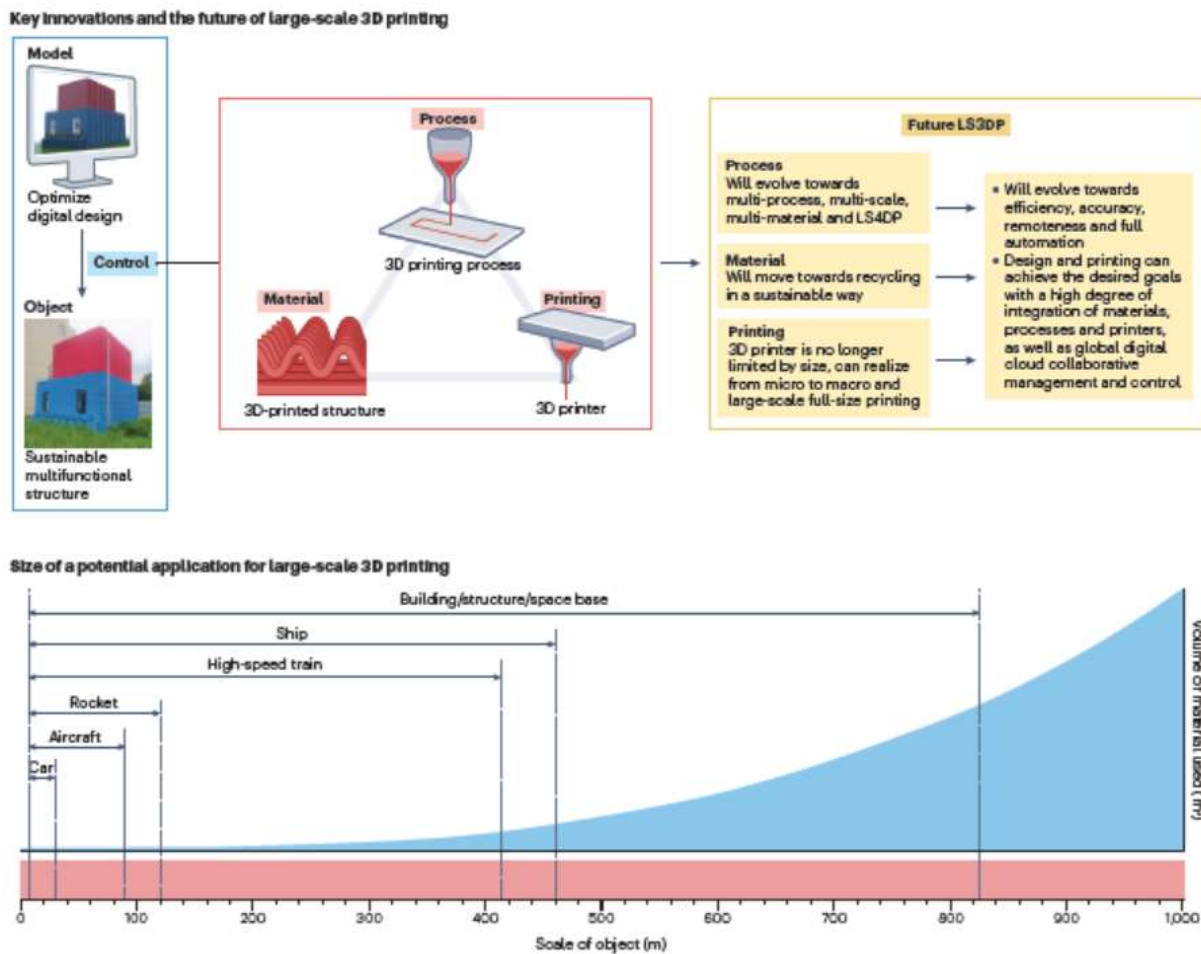 Key innovations and the future of large-scale 3D printing
Model
Optimize
digital design
Control
Object
Sustainable
multifunctional
structure
Process
3D printing process
Material
3D-printed structure
Printing
3D printer
Future LS3DP
Process
Will evolve towards
multi-process, multi-scale,
multi-material and LS4DP
Material
Will move towards recycling
in a sustainable way
Printing
3D printer is no longer
limited by size, can realize
from micro to macro and
large-scale full-size printing
• Will evolve towards
efficiency, accuracy,
remoteness and full
automation
• Design and printing can
achieve the desired goals
with a high degree of
integration of materials,
processes and printers,
as well as global digital
cloud collaborative
management and control
Size of a potential application for large-scale 3D printing
Building/structure/space base
Ship
High-speed train
Rocket
Aircraft
Car
Volume of material used (m³)
0 100 200 300 400 500 600 700 800 900 1,000
Scale of object (m)